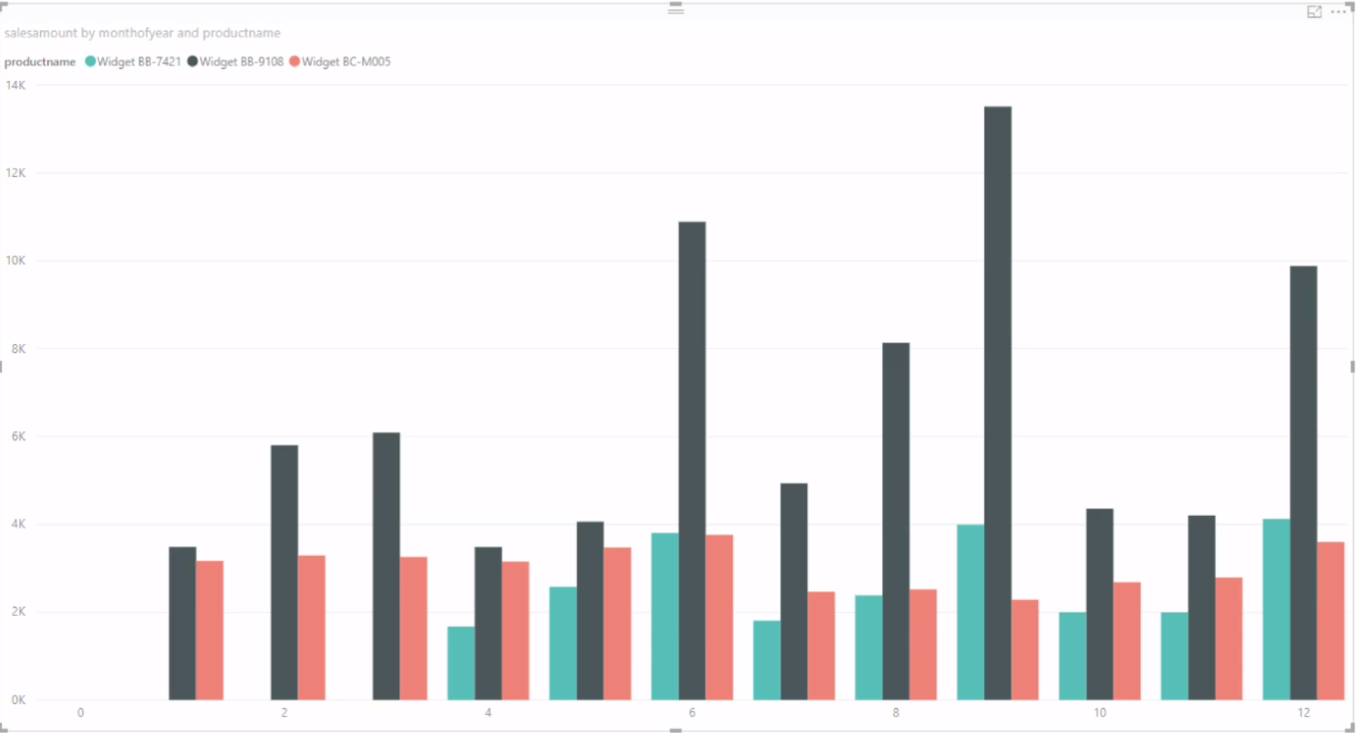 salesamount by monthofyear and productname
productname Widget BB-7421 Widget BB-9108 Widget BC-M005
14K
12K
10K
8K
6K
4K
2K
0K
0 2 4 6 8 10 12